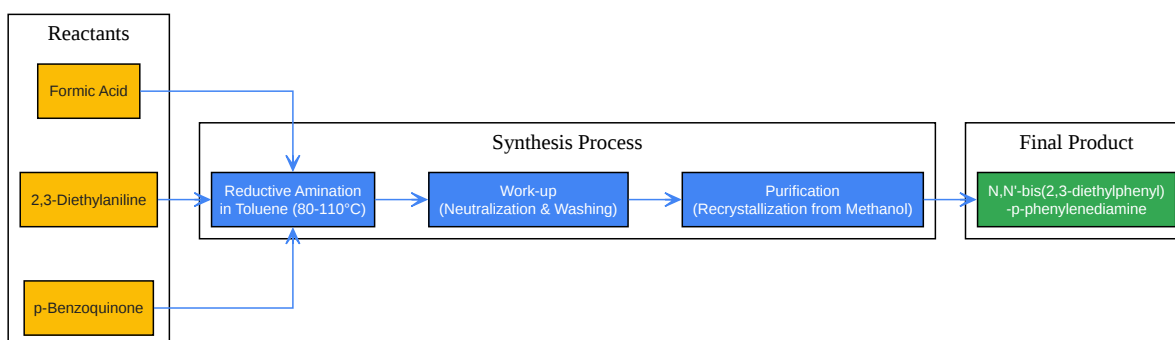 Reactants
Formic Acid
2,3-Diethylaniline
p-Benzoquinone
Synthesis Process
Reductive Amination
in Toluene (80-110°C)
Work-up
(Neutralization & Washing)
Purification
(Recrystallization from Methanol)
Final Product
N,N'-bis(2,3-diethylphenyl)
-p-phenylenediamine